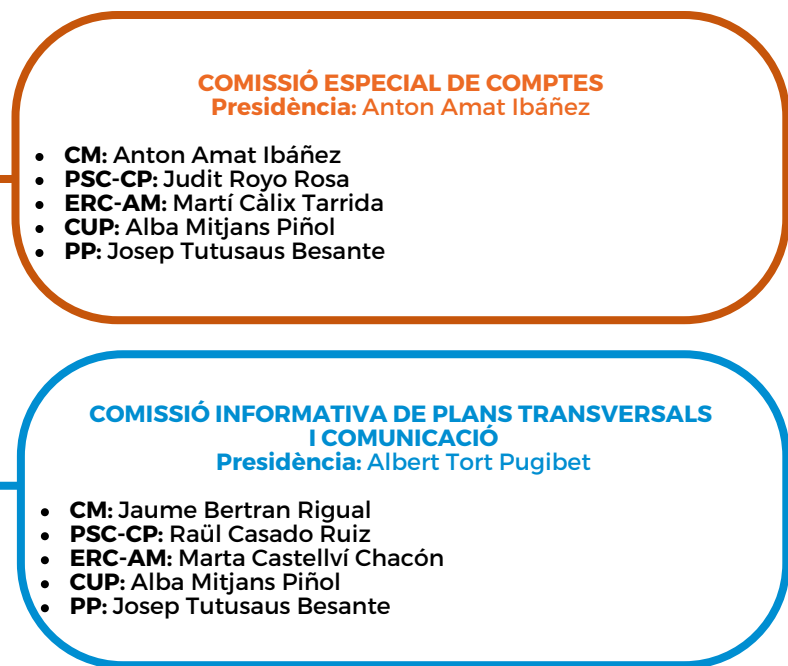 COMISSIÓ ESPECIAL DE COMPTES
Presidència: Anton Amat Ibáñez
• CM: Anton Amat Ibáñez
• PSC-CP: Judit Royo Rosa
• ERC-AM: Martí Càlix Tarrida
• CUP: Alba Mitjans Piñol
• PP: Josep Tutusaus Besante
COMISSIÓ INFORMATIVA DE PLANS TRANSVERSALS
I COMUNICACIÓ
Presidència: Albert Tort Pugibet
• CM: Jaume Bertran Rigual
• PSC-CP: Raül Casado Ruiz
• ERC-AM: Marta Castellví Chacón
• CUP: Alba Mitjans Piñol
• PP: Josep Tutusaus Besante